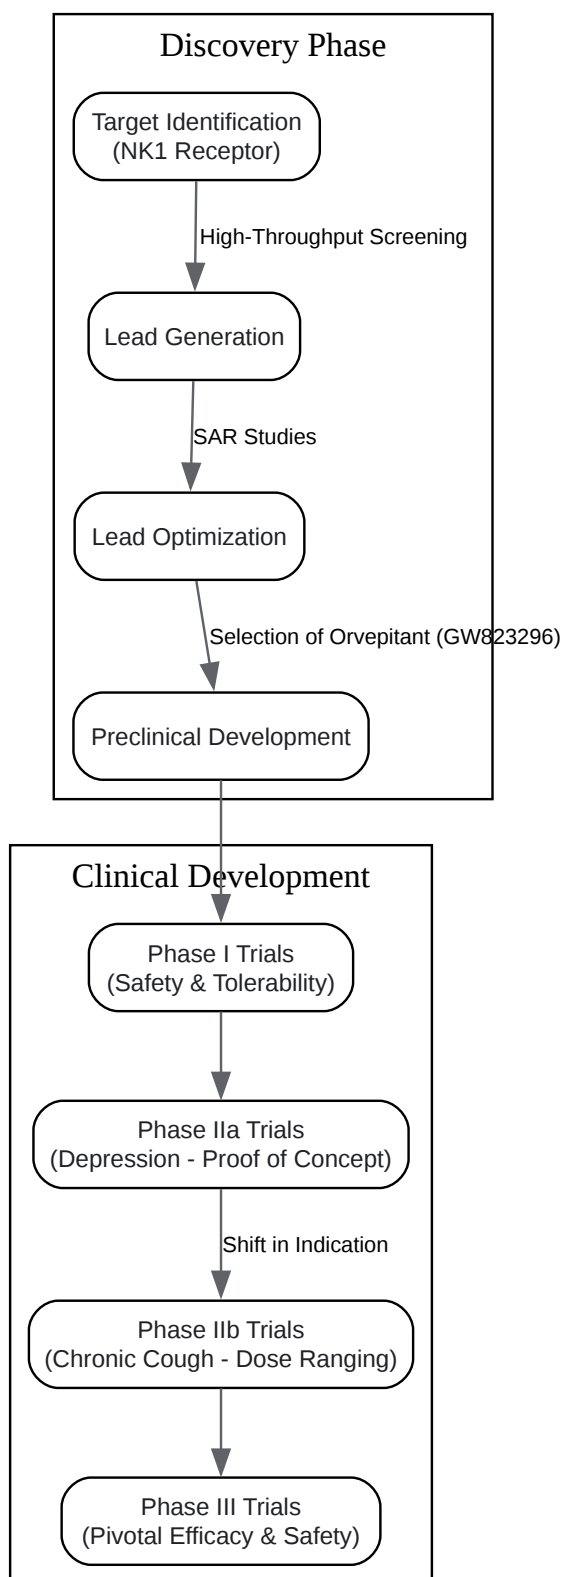 Discovery Phase
Target Identification
(NK1 Receptor)
High-Throughput Screening
Lead Generation
SAR Studies
Lead Optimization
Selection of Orvepitant (GW823296)
Preclinical Development
Clinical Development
Phase I Trials
(Safety & Tolerability)
Phase IIa Trials
(Depression - Proof of Concept)
Shift in Indication
Phase IIb Trials
(Chronic Cough - Dose Ranging)
Phase III Trials
(Pivotal Efficacy & Safety)